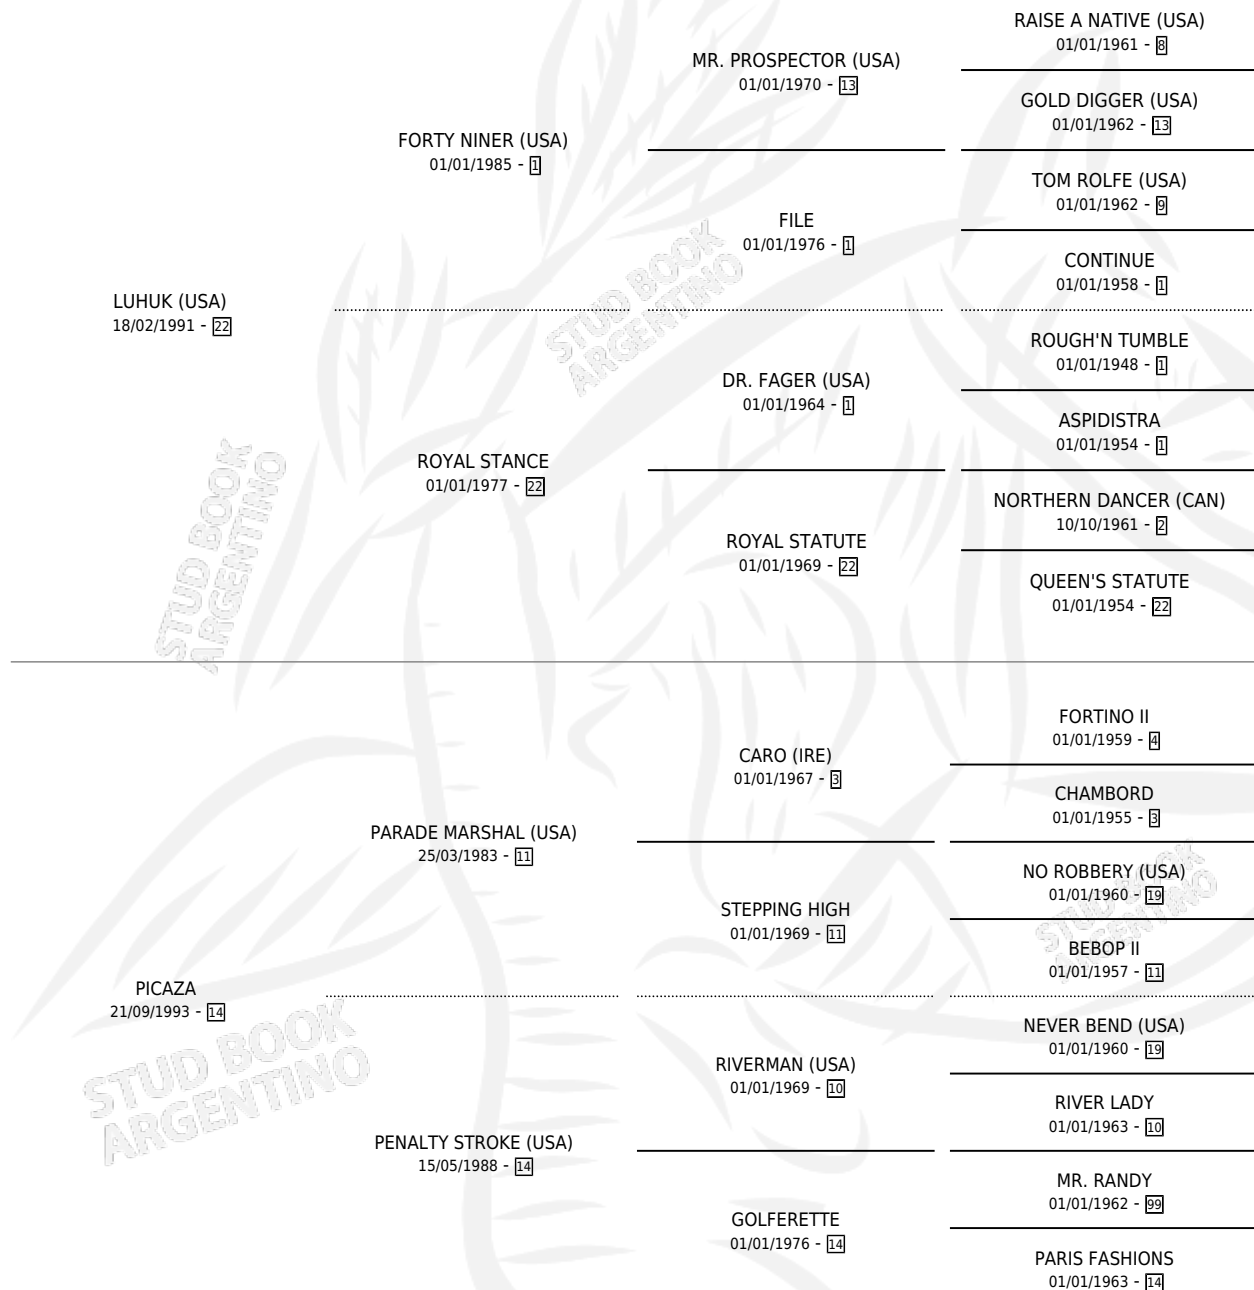 RAISE A NATIVE (USA)
01/01/1961 - 8
MR. PROSPECTOR (USA)
01/01/1970 - 13
GOLD DIGGER (USA)
01/01/1962 - 13
FORTY NINER (USA)
01/01/1985 - 1
TOM ROLFE (USA)
01/01/1962 - 9
FILE
01/01/1976 - 1
CONTINUE
01/01/1958 - 1
LUHUK (USA)
18/02/1991 - 22
ROUGH'N TUMBLE
01/01/1948 - 1
DR. FAGER (USA)
01/01/1964 - 1
ASPIDISTRA
01/01/1954 - 1
ROYAL STANCE
01/01/1977 - 22
NORTHERN DANCER (CAN)
10/10/1961 - 2
ROYAL STATUTE
01/01/1969 - 22
QUEEN'S STATUTE
01/01/1954 - 22
FORTINO II
01/01/1959 - 4
CARO (IRE)
01/01/1967 - 3
CHAMBORD
01/01/1955 - 3
PARADE MARSHAL (USA)
25/03/1983 - 11
NO ROBBERY (USA)
01/01/1960 - 19
STEPPING HIGH
01/01/1969 - 11
BEBOP II
01/01/1957 - 11
PICAZA
21/09/1993 - 14
NEVER BEND (USA)
01/01/1960 - 19
RIVERMAN (USA)
01/01/1969 - 10
RIVER LADY
01/01/1963 - 10
PENALTY STROKE (USA)
15/05/1988 - 14
MR. RANDY
01/01/1962 - 99
GOLFERETTE
01/01/1976 - 14
PARIS FASHIONS
01/01/1963 - 14
STUD BOOK
ARGENTINO
STUD BOOK
ARGENTINO
STUD BOOK
ARGENTINO
STUD BOOK
ARGENTINO